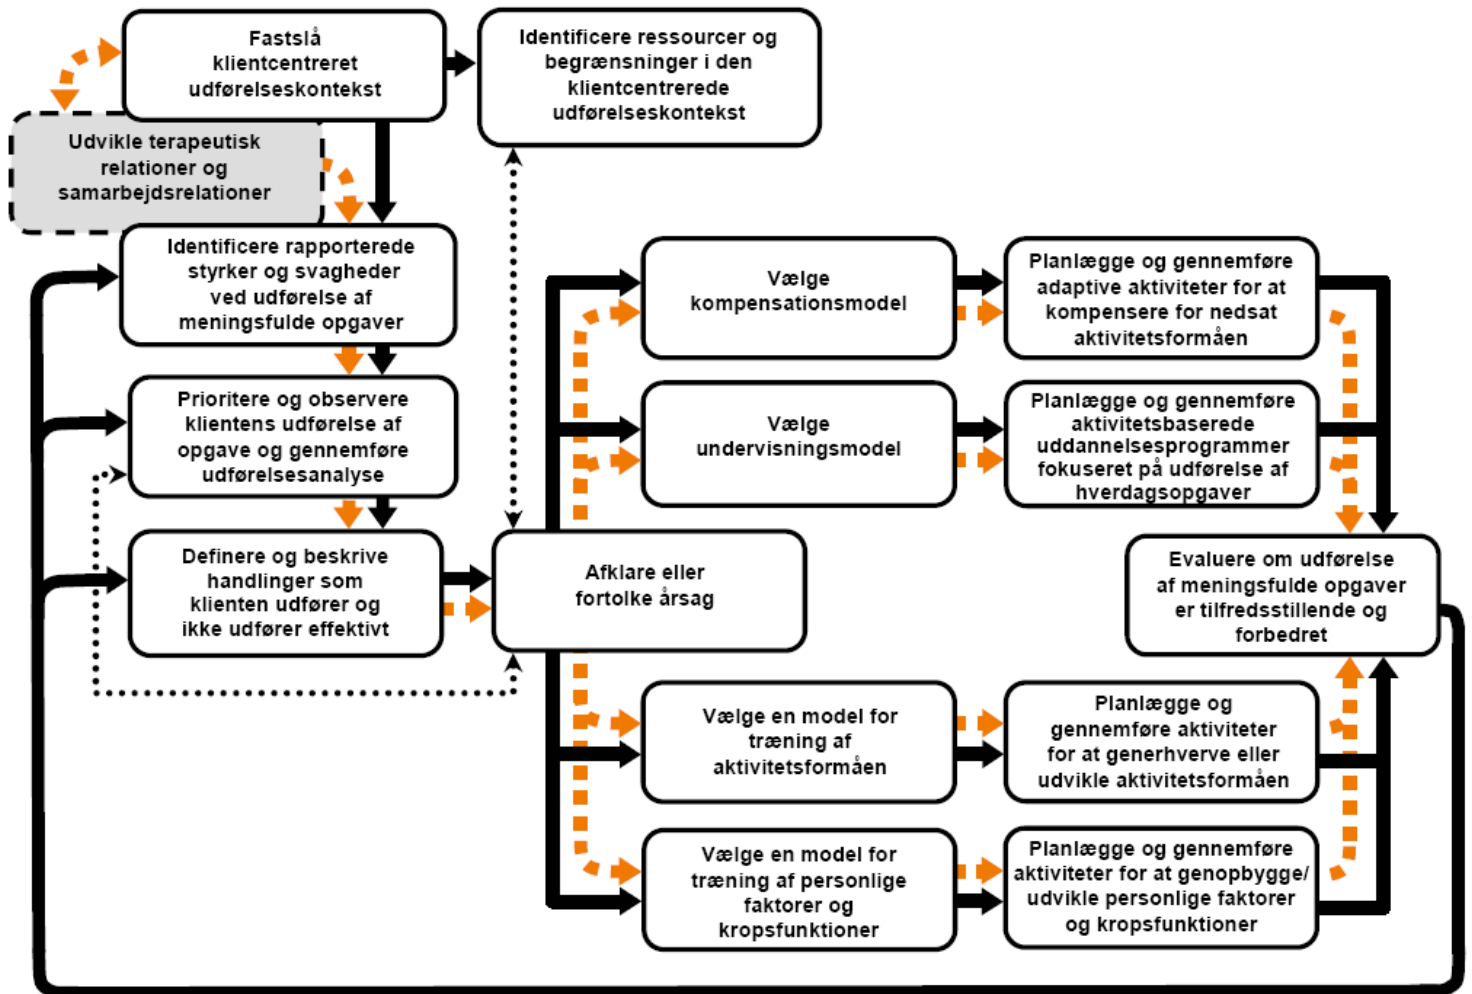 Fastslå
klientcentreret
udførelseskontekst
Identificere ressourcer og
begrænsninger i den
klientcentrerede
udførelseskontekst
Udvikle terapeutisk
relationer og
samarbejdsrelationer
Identificere rapporterede
styrker og svagheder
ved udførelse af
meningsfulde opgaver
Prioritere og observere
klientens udførelse af
opgave og gennemføre
udførelsesanalyse
Definere og beskrive
handlinger som
klienten udfører og
ikke udfører effektivt
Afklare eller
fortolke årsag
Vælge
kompensationsmodel
Planlægge og gennemføre
adaptive aktiviteter for at
kompensere for nedsat
aktivitetsformåen
Vælge
undervisningsmodel
Planlægge og gennemføre
aktivitetsbaserede
uddannelsesprogrammer
fokuseret på udførelse af
hverdagsopgaver
Vælge en model for
træning af
aktivitetsformåen
Planlægge og
gennemføre aktiviteter
for at generhverve eller
udvikle aktivitetsformåen
Vælge en model for
træning af personlige
faktorer og
kropsfunktioner
Planlægge og gennemføre
aktiviteter for at genopbygge/
udvikle personlige faktorer
og kropsfunktioner
Evaluere om udførelse
af meningsfulde opgaver
er tilfredsstillende og
forbedret